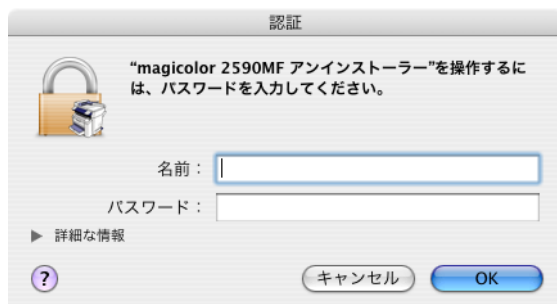 認証
“magicolor 2590MF アンインストーラー”を操作するに
は、パスワードを入力してください。
名前：
パスワード：
詳細な情報
?
キャンセル
OK